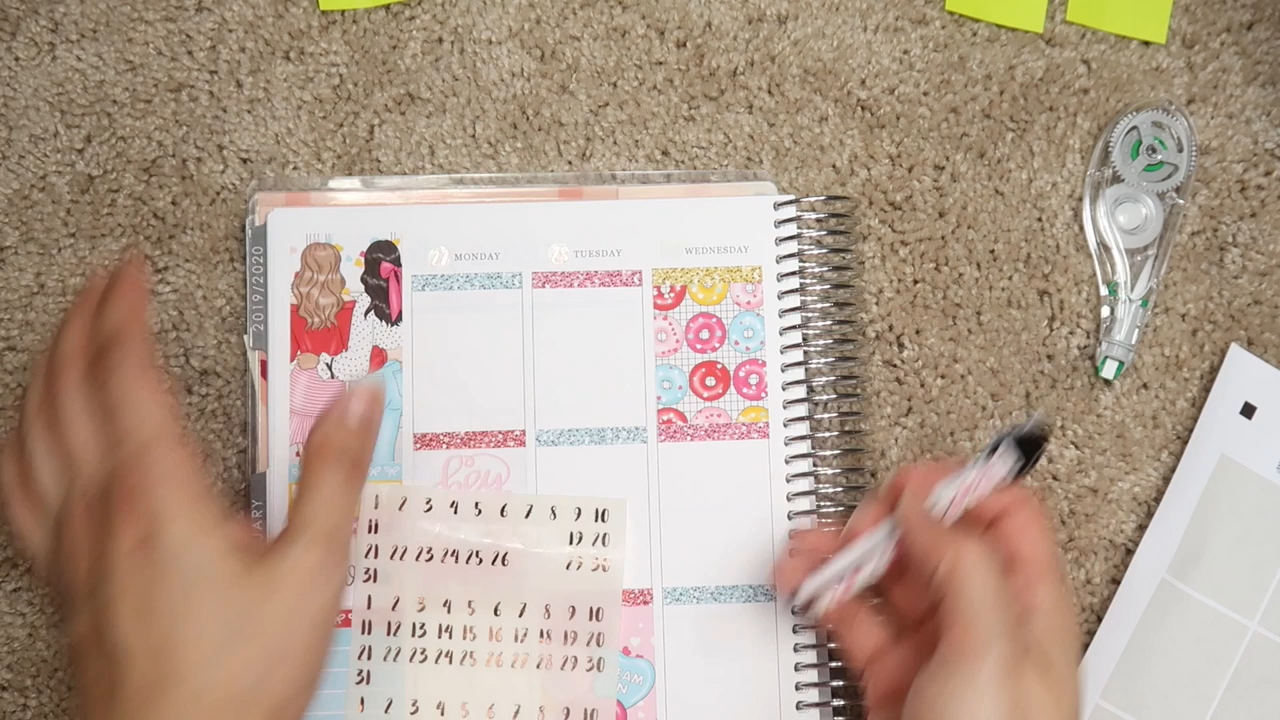 2019/2020
MONDAY
TUESDAY
WEDNESDAY
hey
1 2 3 4 5 6 7 8 9 10
11 19 20
21 22 23 24 25 26 29 30
31
1 2 3 4 5 6 7 8 9 10
11 12 13 14 15 16 17 18 19 20
21 22 23 24 25 26 27 28 29 30
31
1 2 3 4 5 6 7 8 9 10